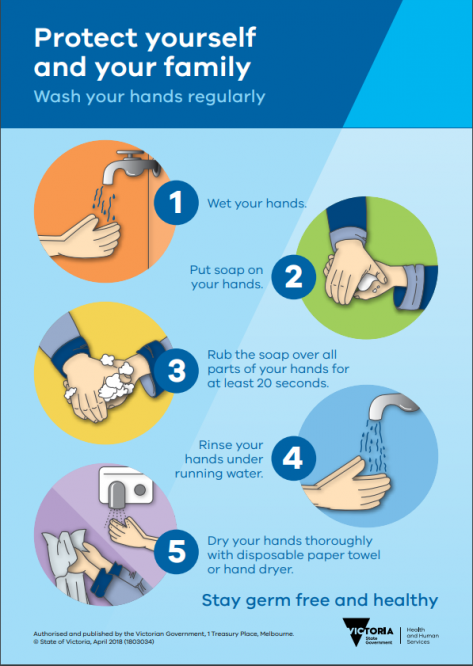 Protect yourself
and your family
Wash your hands regularly
1
Wet your hands.
Put soap on
your hands.
2
3
Rub the soap over all
parts of your hands for
at least 20 seconds.
Rinse your
hands under
running water.
4
5
Dry your hands thoroughly
with disposable paper towel
or hand dryer.
Stay germ free and healthy
Authorised and published by the Victorian Government, 1 Treasury Place, Melbourne.
© State of Victoria, April 2018 (1803034)
VICTORIA
State
Government
Health
and Human
Services